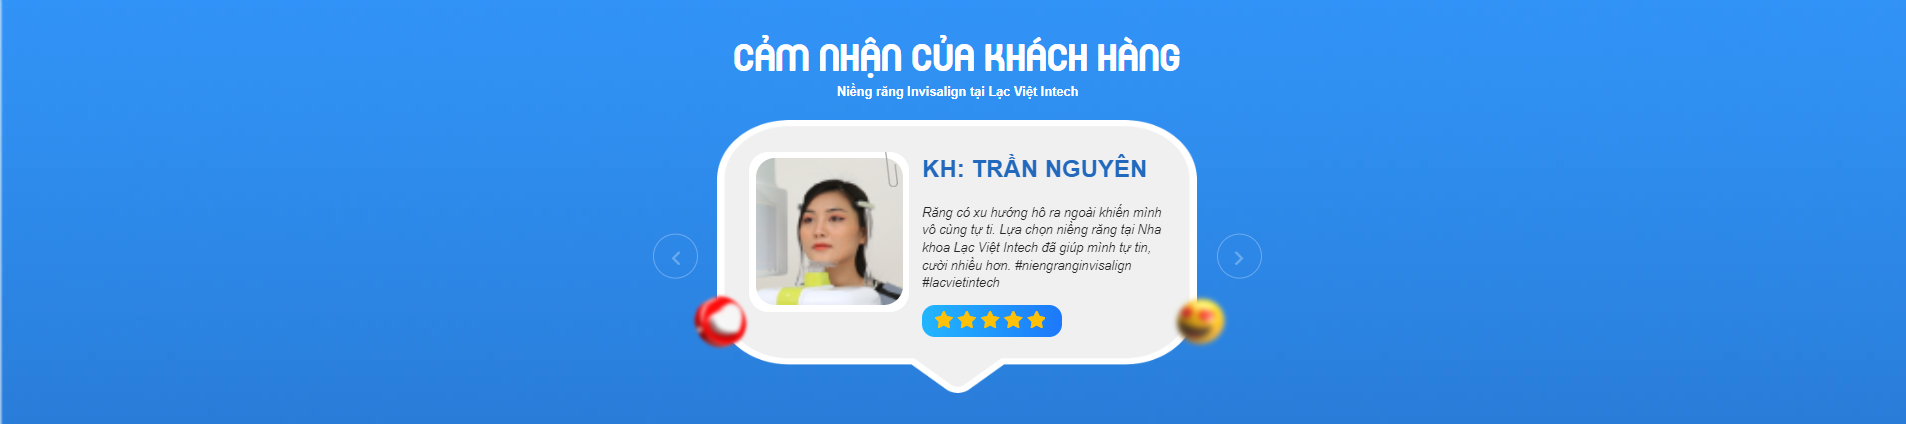 CẢM NHẬN CỦA KHÁCH HÀNG
Niềng răng Invisalign tại Lạc Việt Intech
KH: TRẦN NGUYÊN
Răng có xu hướng hô ra ngoài khiến mình
vô cùng tự ti. Lựa chọn niềng răng tại Nha
khoa Lạc Việt Intech đã giúp mình tự tin,
cười nhiều hơn. #niengranginvisalign
#lacvietintech